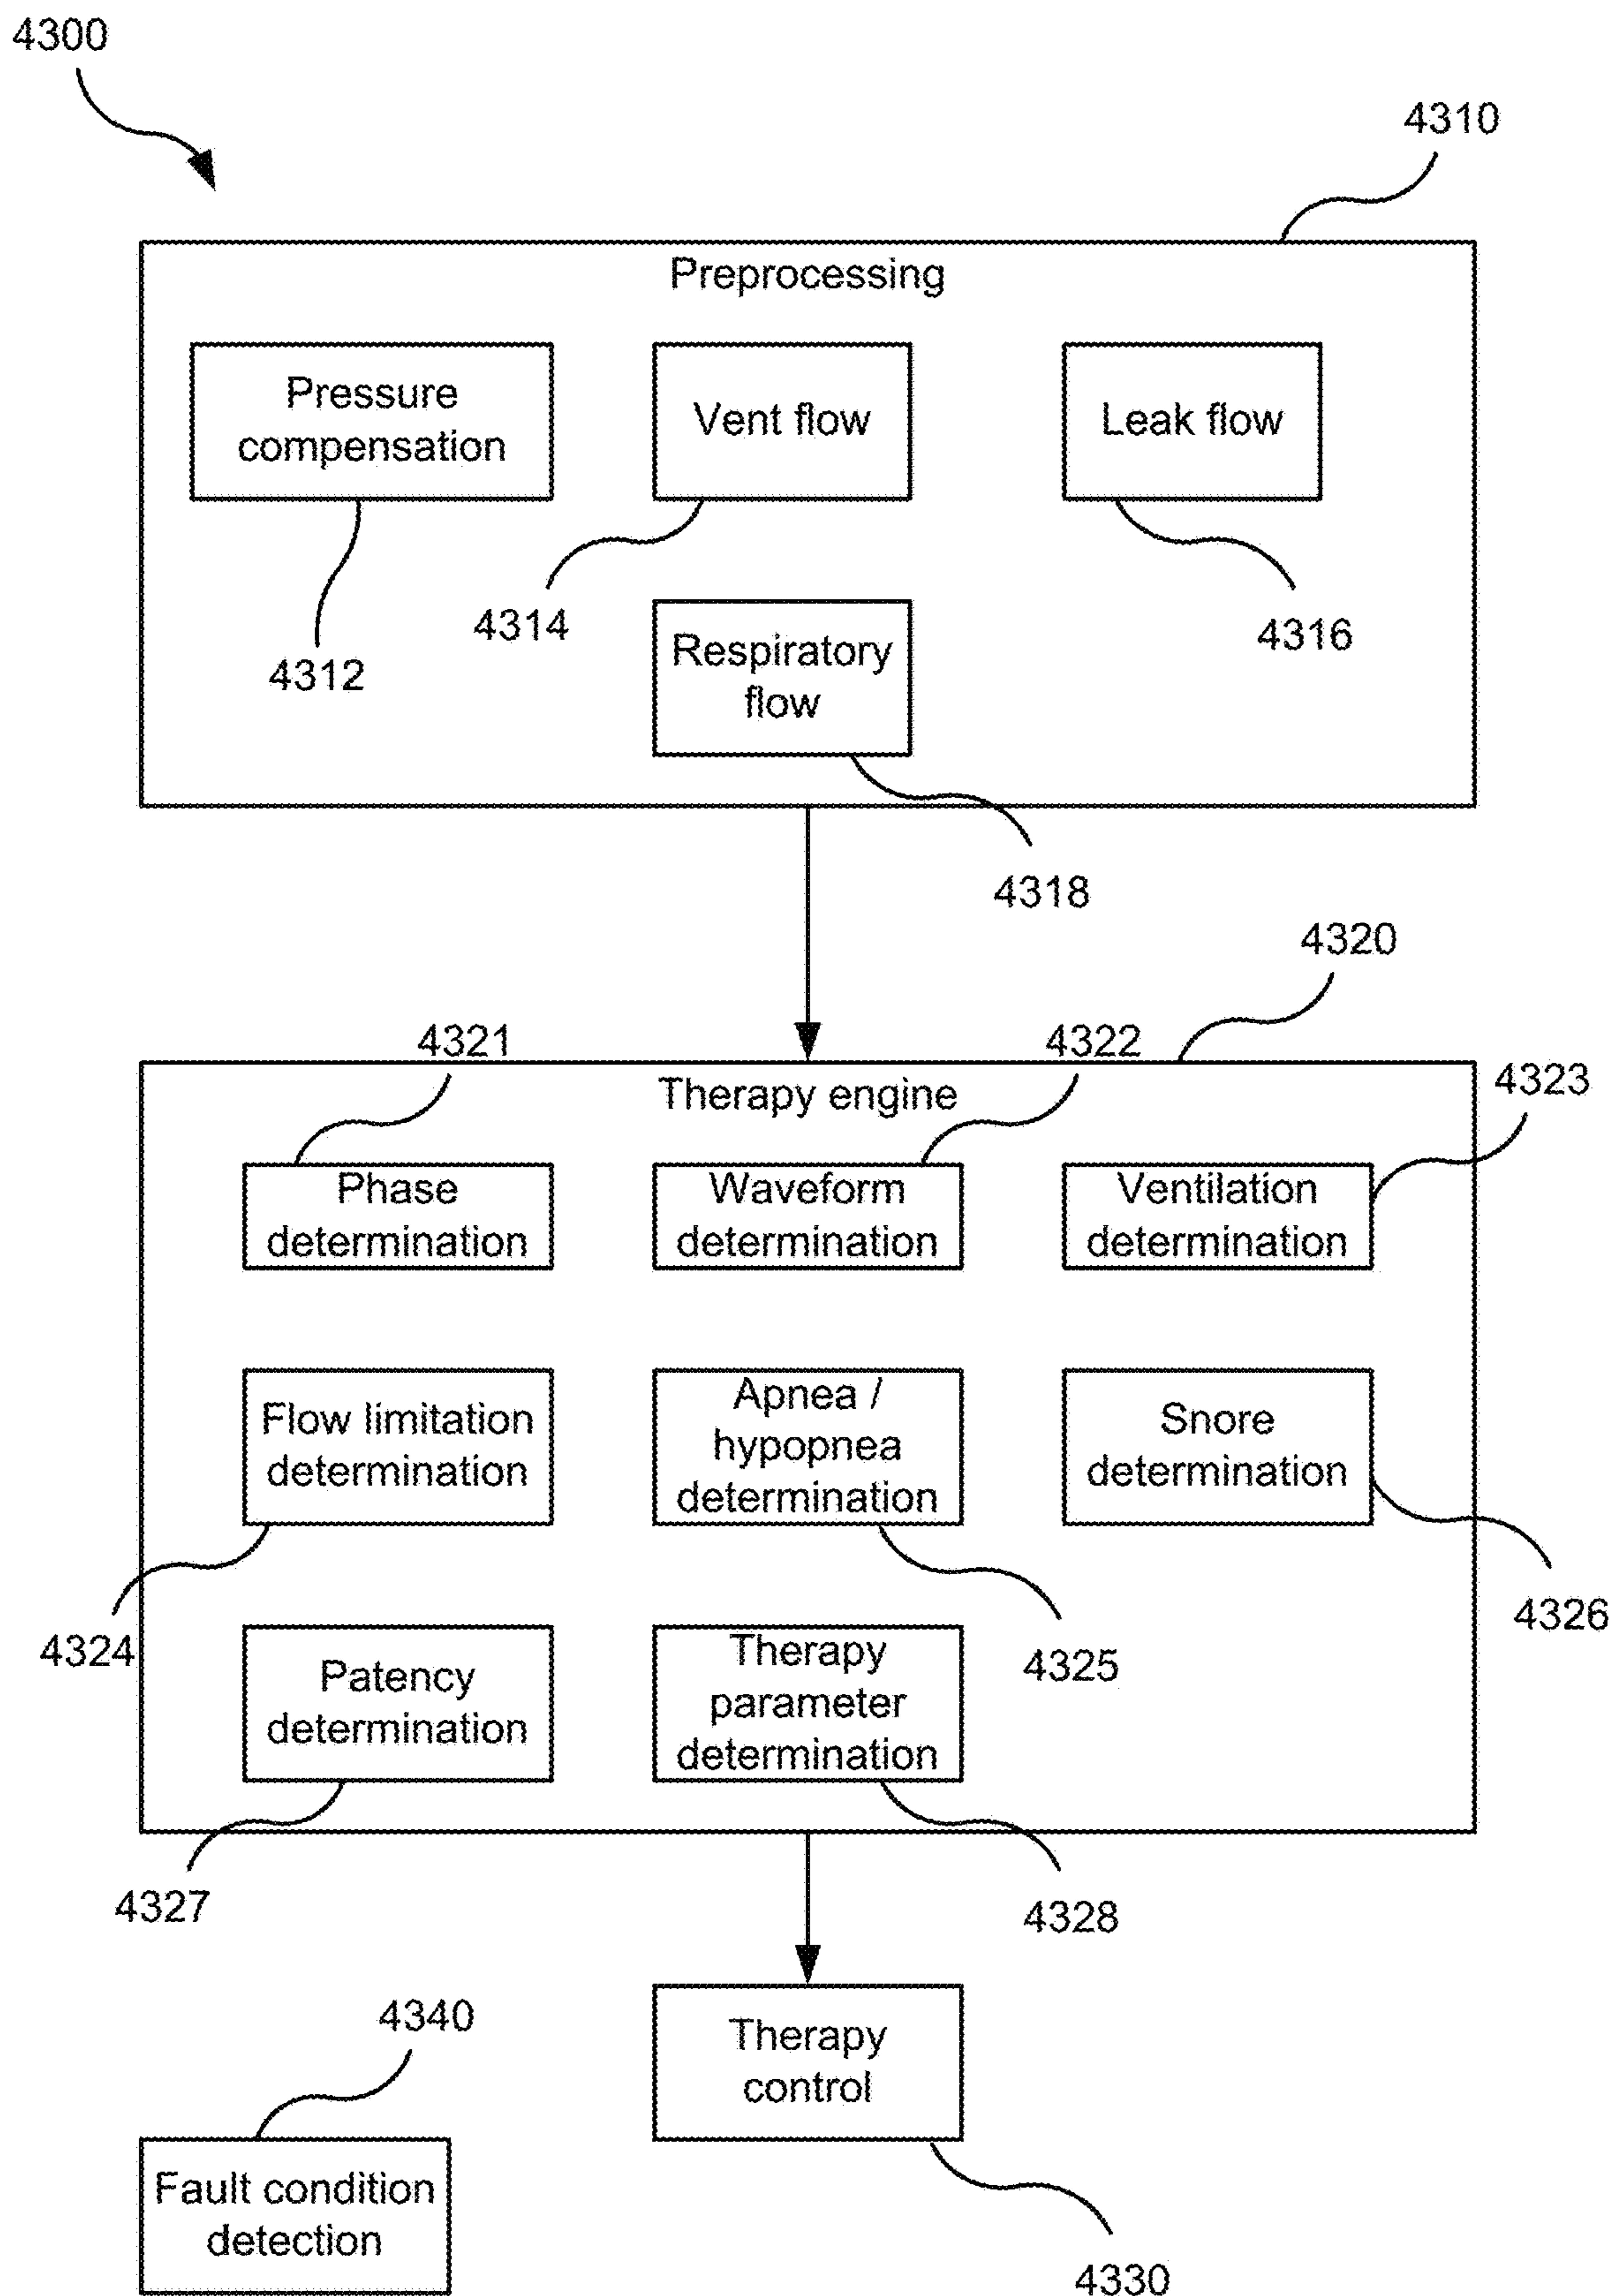 4300
4310
Preprocessing
Pressure
compensation
Vent flow
Leak flow
4312
4314
4316
Respiratory
flow
4318
4320
4321
4322
4323
Therapy engine
Phase
determination
Waveform
determination
Ventilation
determination
Flow limitation
determination
Apnea /
hypopnea
determination
Snore
determination
4324
4325
4326
Patency
determination
Therapy
parameter
determination
4327
4328
4340
Therapy
control
Fault condition
detection
4330